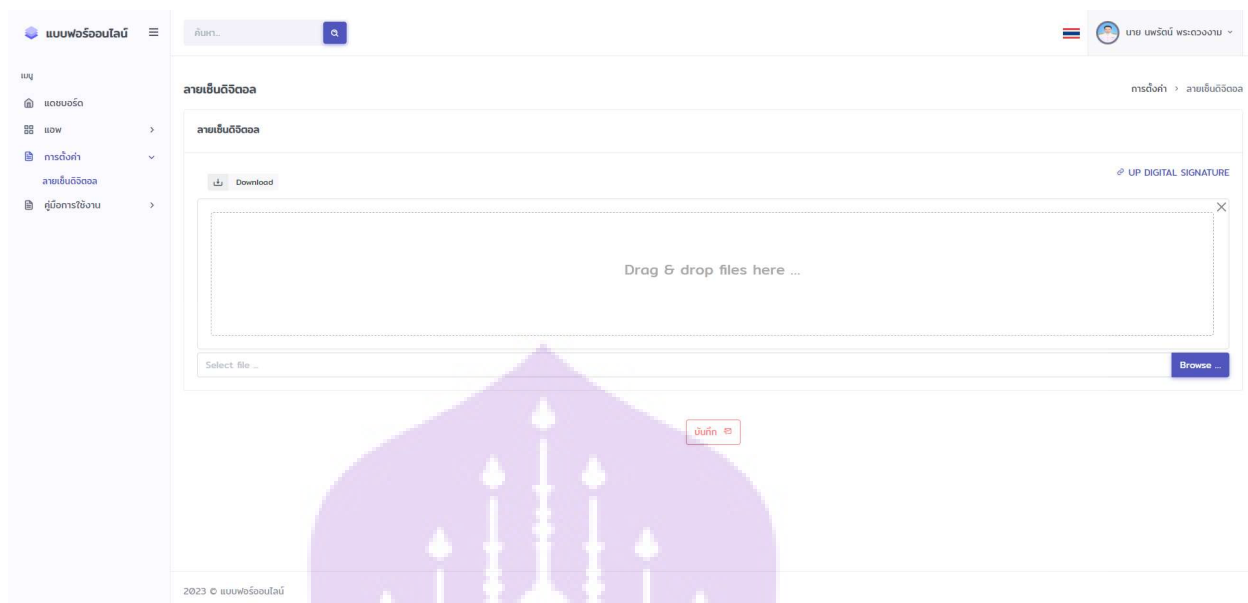 แบบฟอร์ออนไลน์
ค้นหา...
นาย นพรัตน์ พระดวงงาม
เมนู
แดชบอร์ด
แอพ
การตั้งค่า
ลายเซ็นดิจิตอล
คู่มือการใช้งาน
ลายเซ็นดิจิตอล
การตั้งค่า > ลายเซ็นดิจิตอล
ลายเซ็นดิจิตอล
Download
UP DIGITAL SIGNATURE
Drag & drop files here ...
Select file ...
Browse ...
บันทึก
2023 © แบบฟอร์ออนไลน์